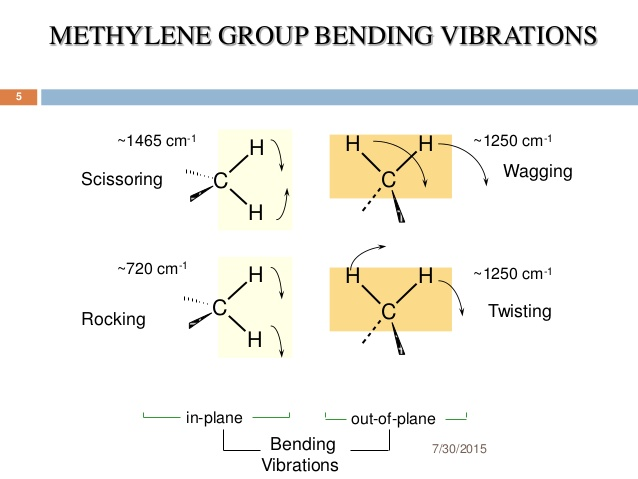 METHYLENE GROUP BENDING VIBRATIONS
5
~1465 cm-1
Scissoring
H
C
H
H
H
C
~1250 cm-1
Wagging
~720 cm-1
Rocking
H
C
H
H
H
C
~1250 cm-1
Twisting
in-plane
out-of-plane
Bending
Vibrations
7/30/2015